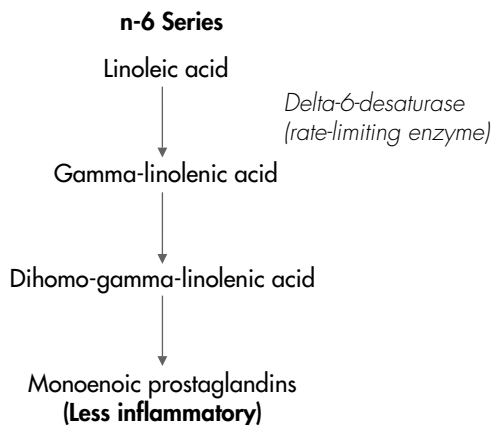 n-6 Series
Linoleic acid
Delta-6-desaturase
(rate-limiting enzyme)
Gamma-linolenic acid
Dihomo-gamma-linolenic acid
Monoenoic prostaglandins
(Less inflammatory)